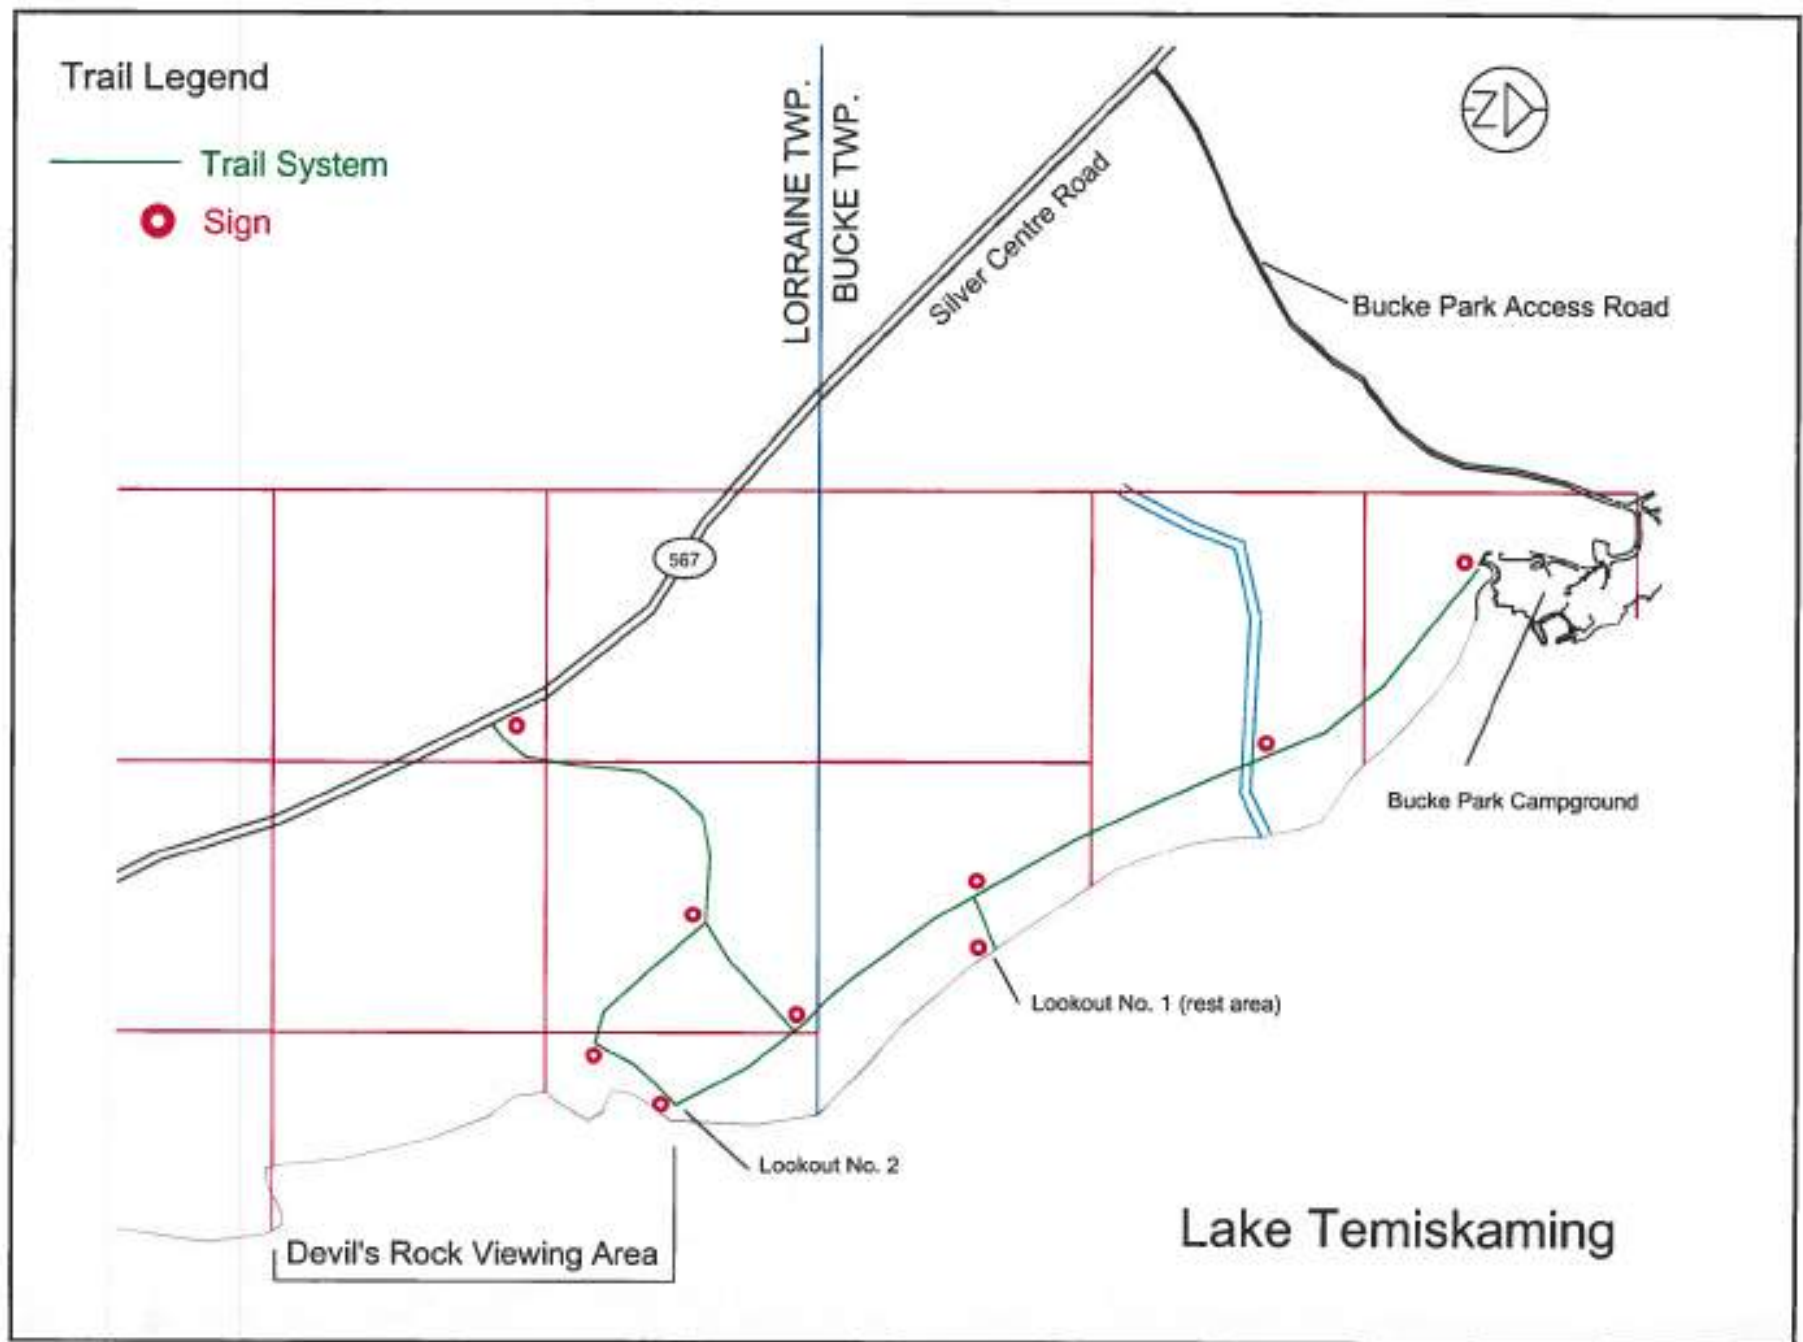 Trail Legend
Trail System
Sign
LORRAINE TWP.
BUCKE TWP.
Silver Centre Road
N
Bucke Park Access Road
567
Bucke Park Campground
Lookout No. 1 (rest area)
Lookout No. 2
Devil's Rock Viewing Area
Lake Temiskaming